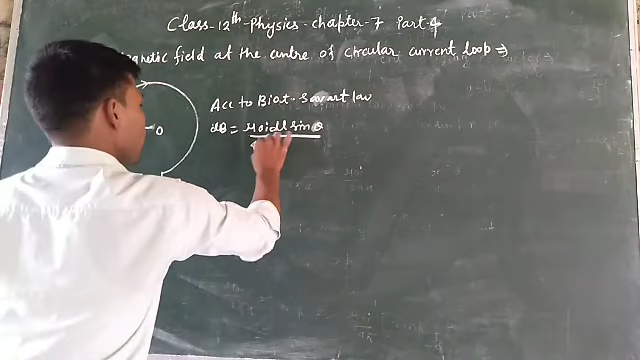 Class-12th-Physics-chapter-7 Part-4
agnetic field at the centre of circular current loop ⇒
Acc to Biot-Savart law
dB = μ0idl sinθ
O